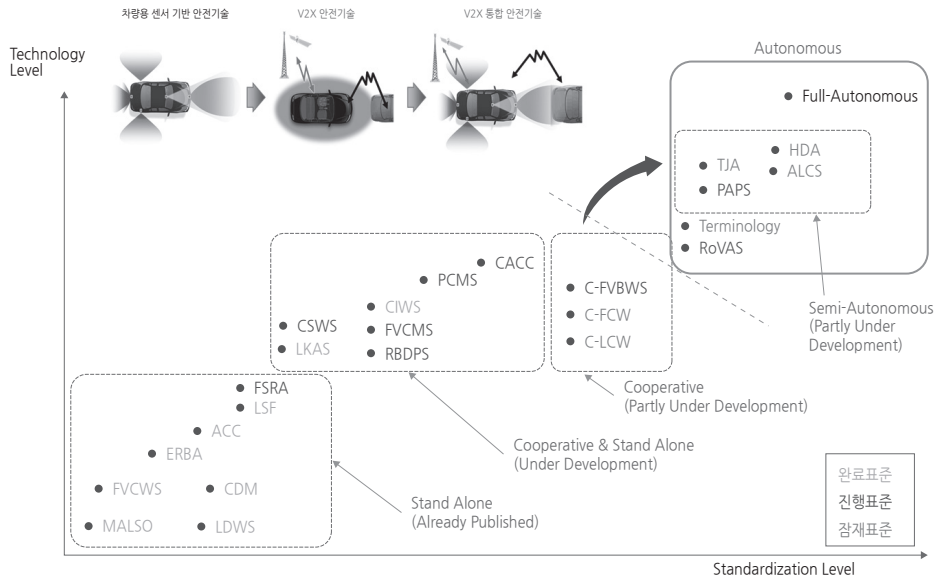 차량용 센서 기반 안전기술
V2X 안전기술
V2X 통합 안전기술
Technology
Level
Autonomous
Full-Autonomous
HDA
TJA
ALCS
PAPS
Terminology
RoVAS
CACC
PCMS
C-FVBWS
CIWS
C-FCW
CSWS
FVCMS
C-LCW
LKAS
RBDPS
Semi-Autonomous
(Partly Under
Development)
FSRA
LSF
Cooperative
(Partly Under Development)
ACC
ERBA
Cooperative & Stand Alone
(Under Development)
FVCWS
CDM
Stand Alone
(Already Published)
MALSO
LDWS
완료표준
진행표준
잠재표준
Standardization Level